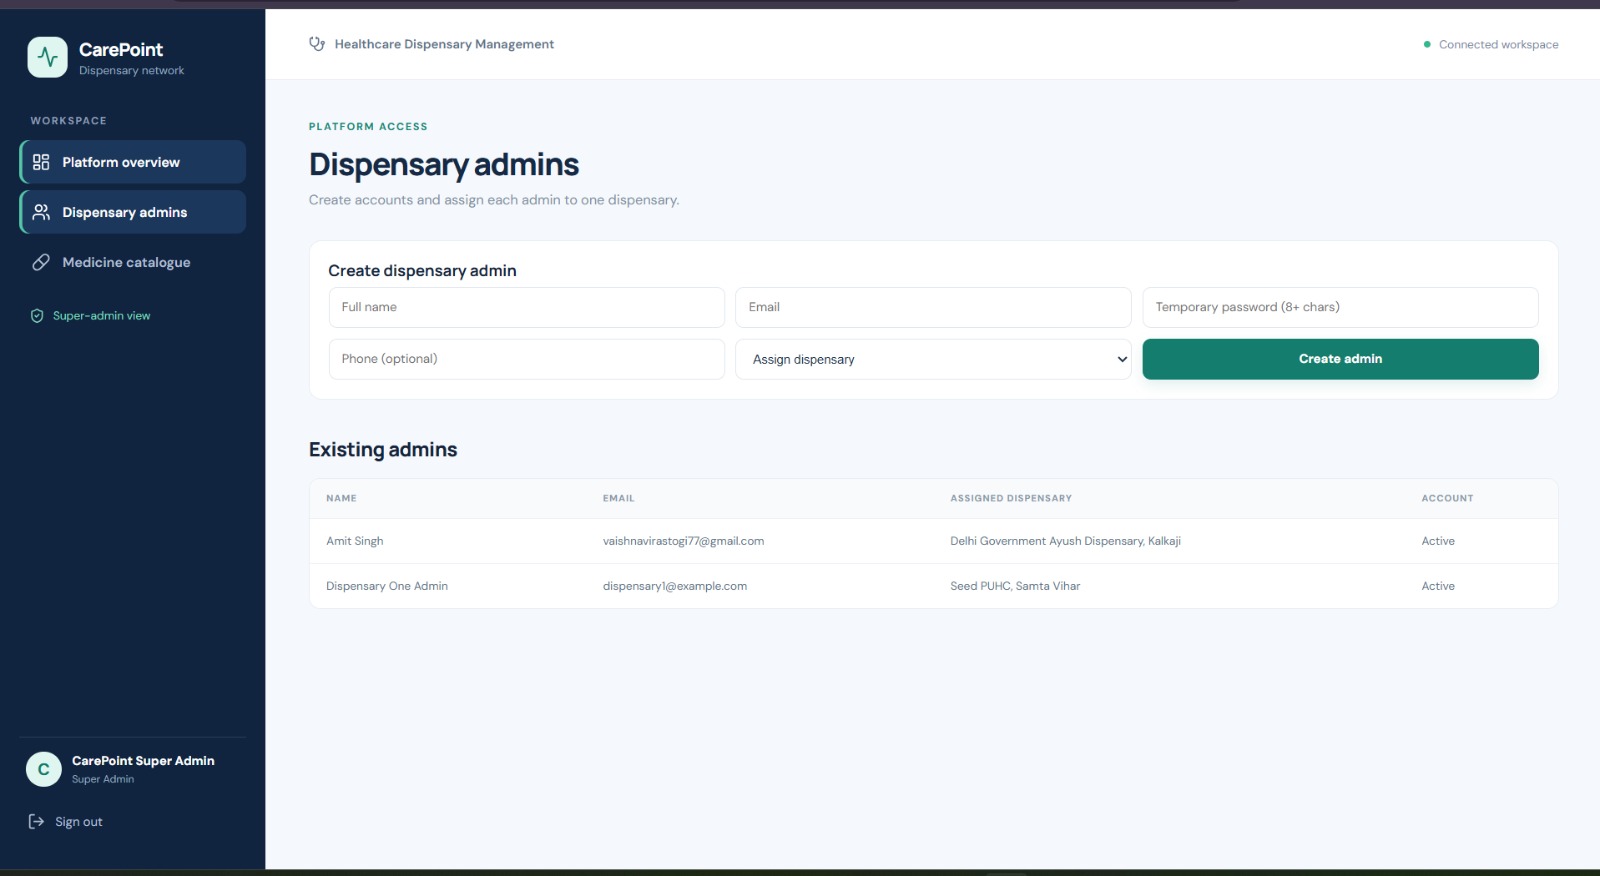 CarePoint
Dispensary network
WORKSPACE
Platform overview
Dispensary admins
Medicine catalogue
Super-admin view
C
CarePoint Super Admin
Super Admin
Sign out
Healthcare Dispensary Management
Connected workspace
PLATFORM ACCESS
Dispensary admins
Create accounts and assign each admin to one dispensary.
Create dispensary admin
Full name
Email
Temporary password (8+ chars)
Phone (optional)
Assign dispensary
Create admin
Existing admins
NAME EMAIL ASSIGNED DISPENSARY ACCOUNT
Amit Singh vaishnavirastogi77@gmail.com Delhi Government Ayush Dispensary, Kalkaji Active
Dispensary One Admin dispensary1@example.com Seed PUHC, Samta Vihar Active